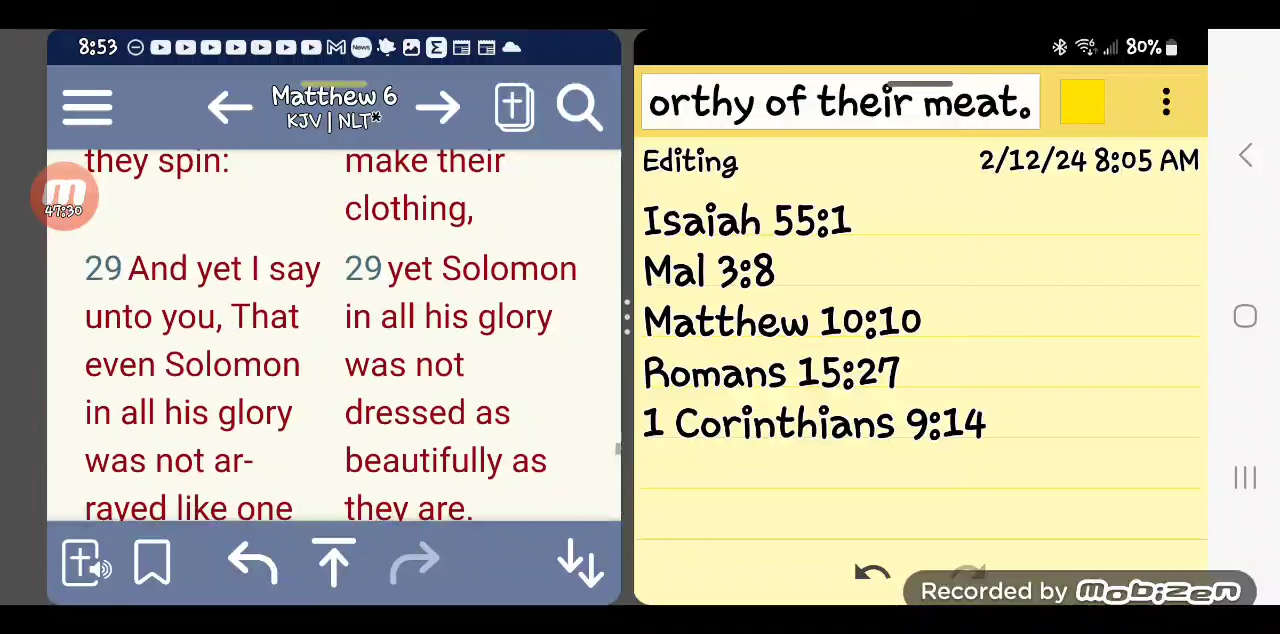 8:53
News
80%
Matthew 6
KJV | NLT*
they spin:
29 And yet I say
unto you, That
even Solomon
in all his glory
was not ar-
rayed like one
make their
clothing,
29 yet Solomon
in all his glory
was not
dressed as
beautifully as
they are.
47:30
orthy of their meat.
Editing
2/12/24 8:05 AM
Isaiah 55:1
Mal 3:8
Matthew 10:10
Romans 15:27
1 Corinthians 9:14
Recorded by Mobizen